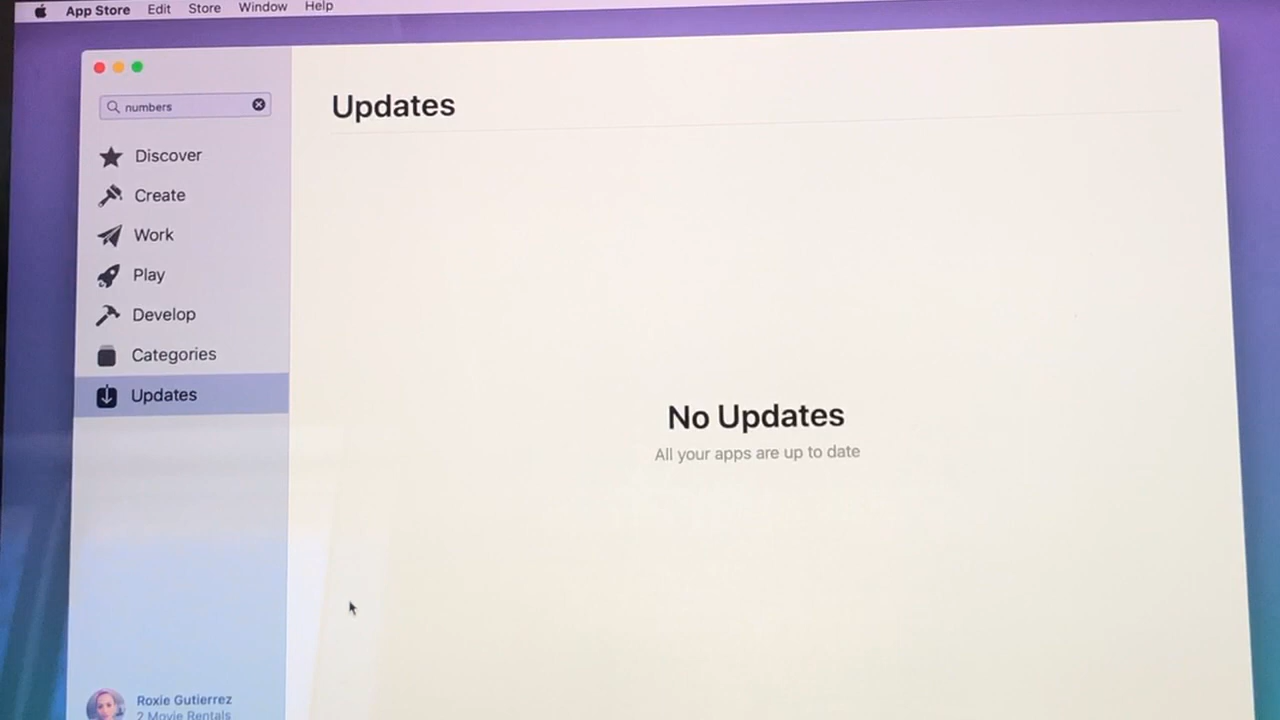 App Store Edit Store Window Help
numbers
Updates
Discover
Create
Work
Play
Develop
Categories
Updates
No Updates
All your apps are up to date
Roxie Gutierrez
2 Movie Rentals